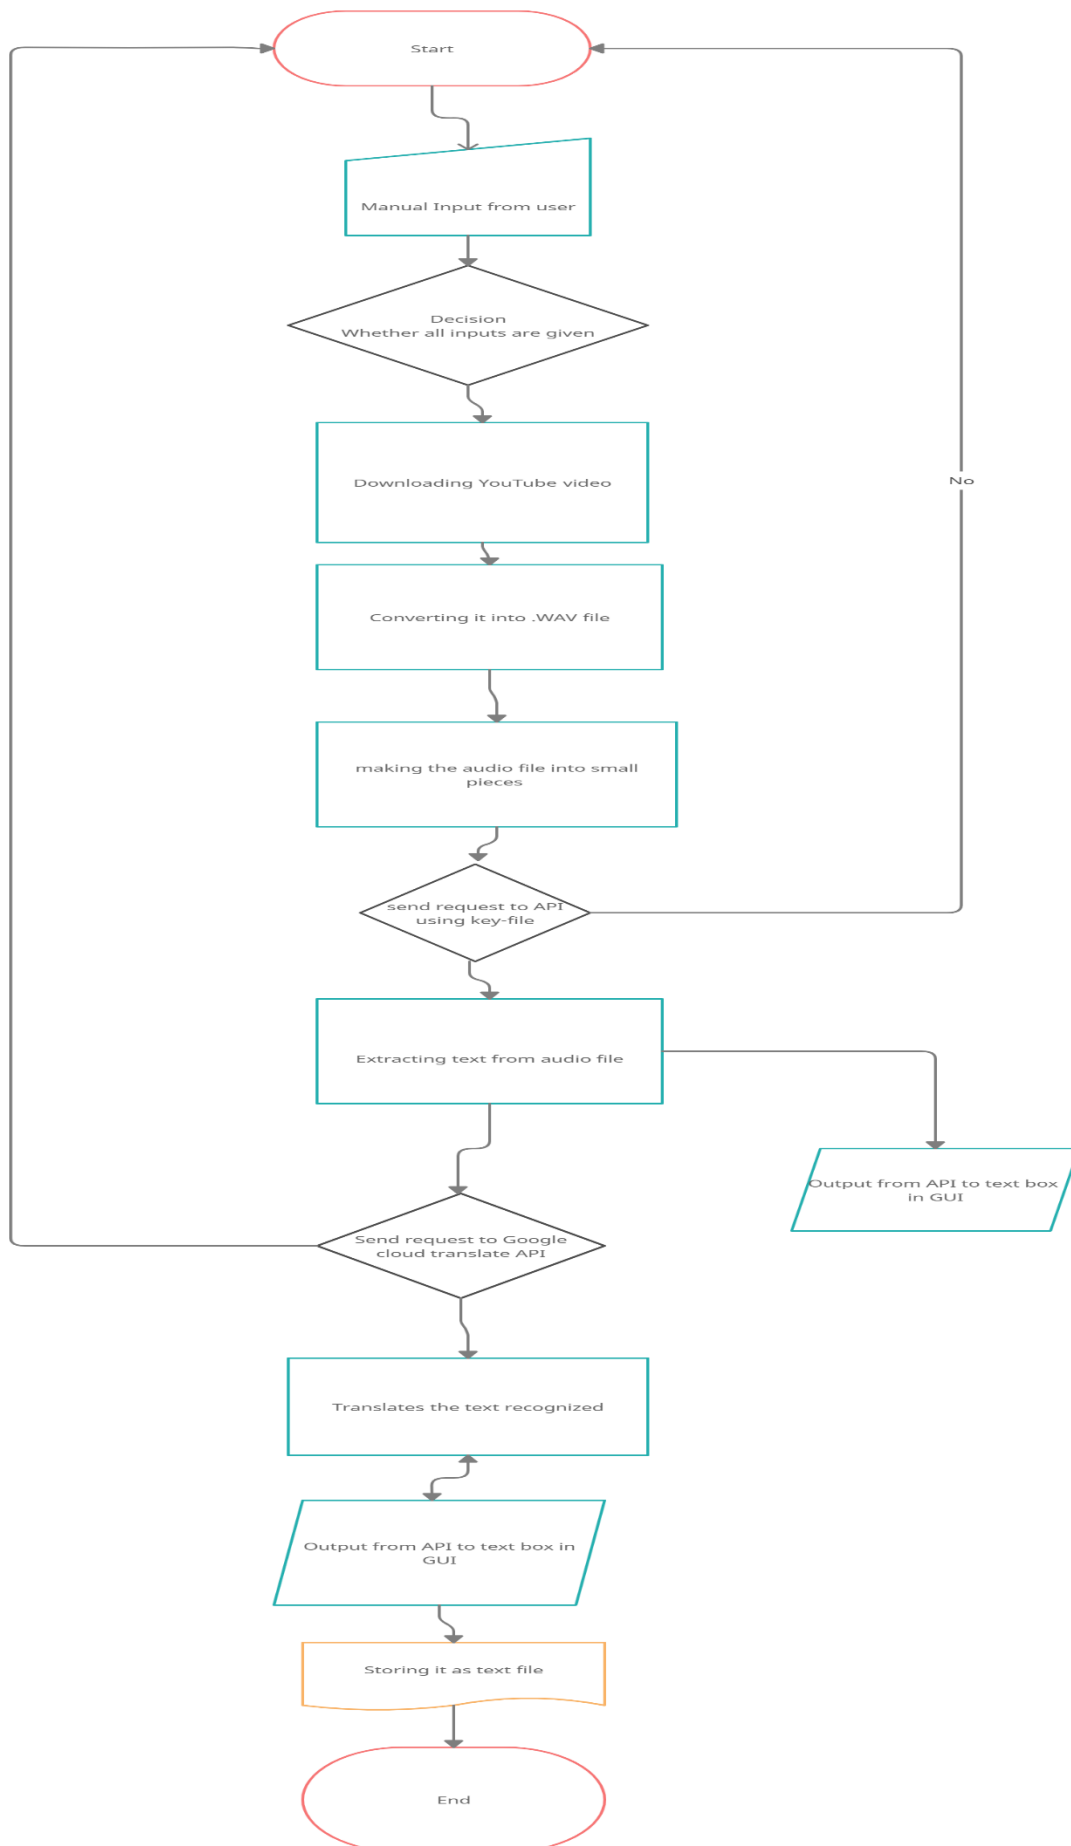 Start
Manual Input from user
Decision
Whether all inputs are given
Downloading YouTube video
No
Converting it into .WAV file
making the audio file into small
pieces
send request to API
using key-file
Extracting text from audio file
Output from API to text box
in GUI
Send request to Google
cloud translate API
Translates the text recognized
Output from API to text box in
GUI
Storing it as text file
End